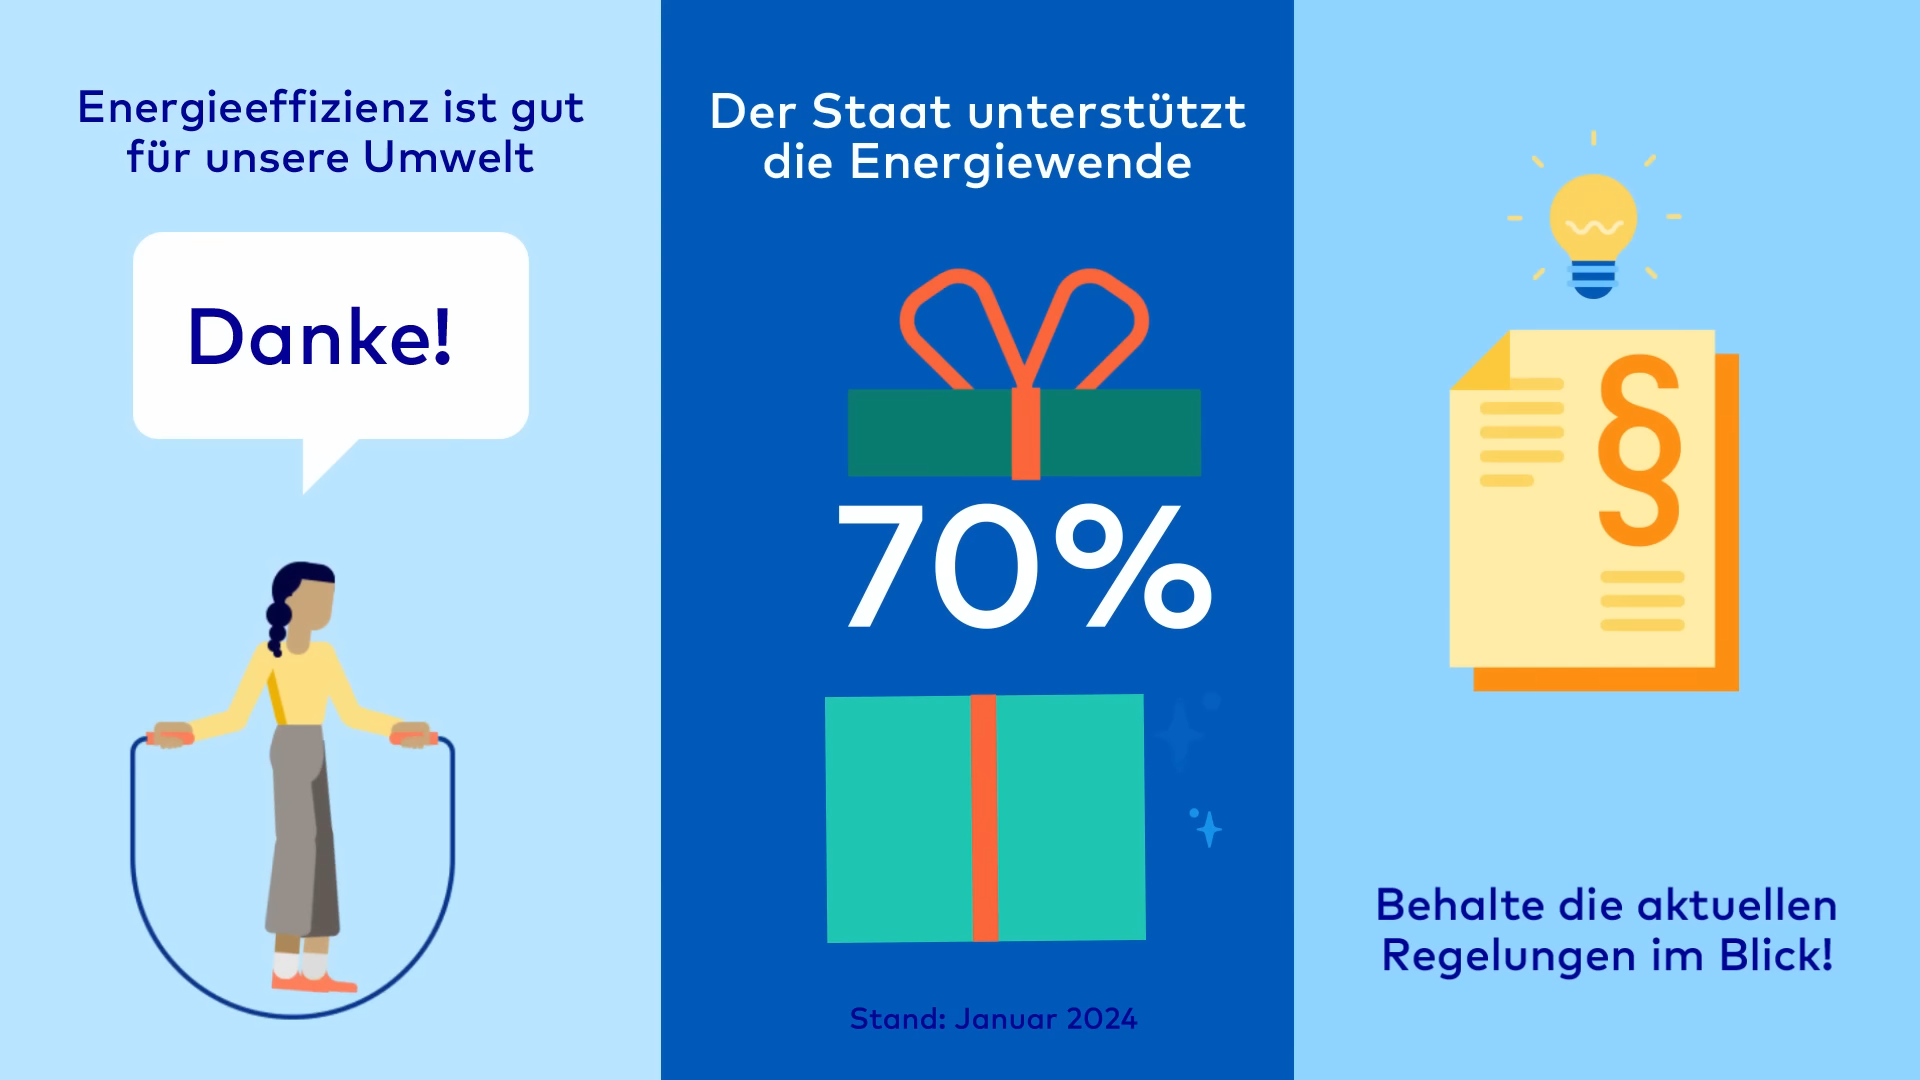 Energieeffizienz ist gut
für unsere Umwelt
Danke!
Der Staat unterstützt
die Energiewende
70%
Stand: Januar 2024
§
Behalte die aktuellen
Regelungen im Blick!